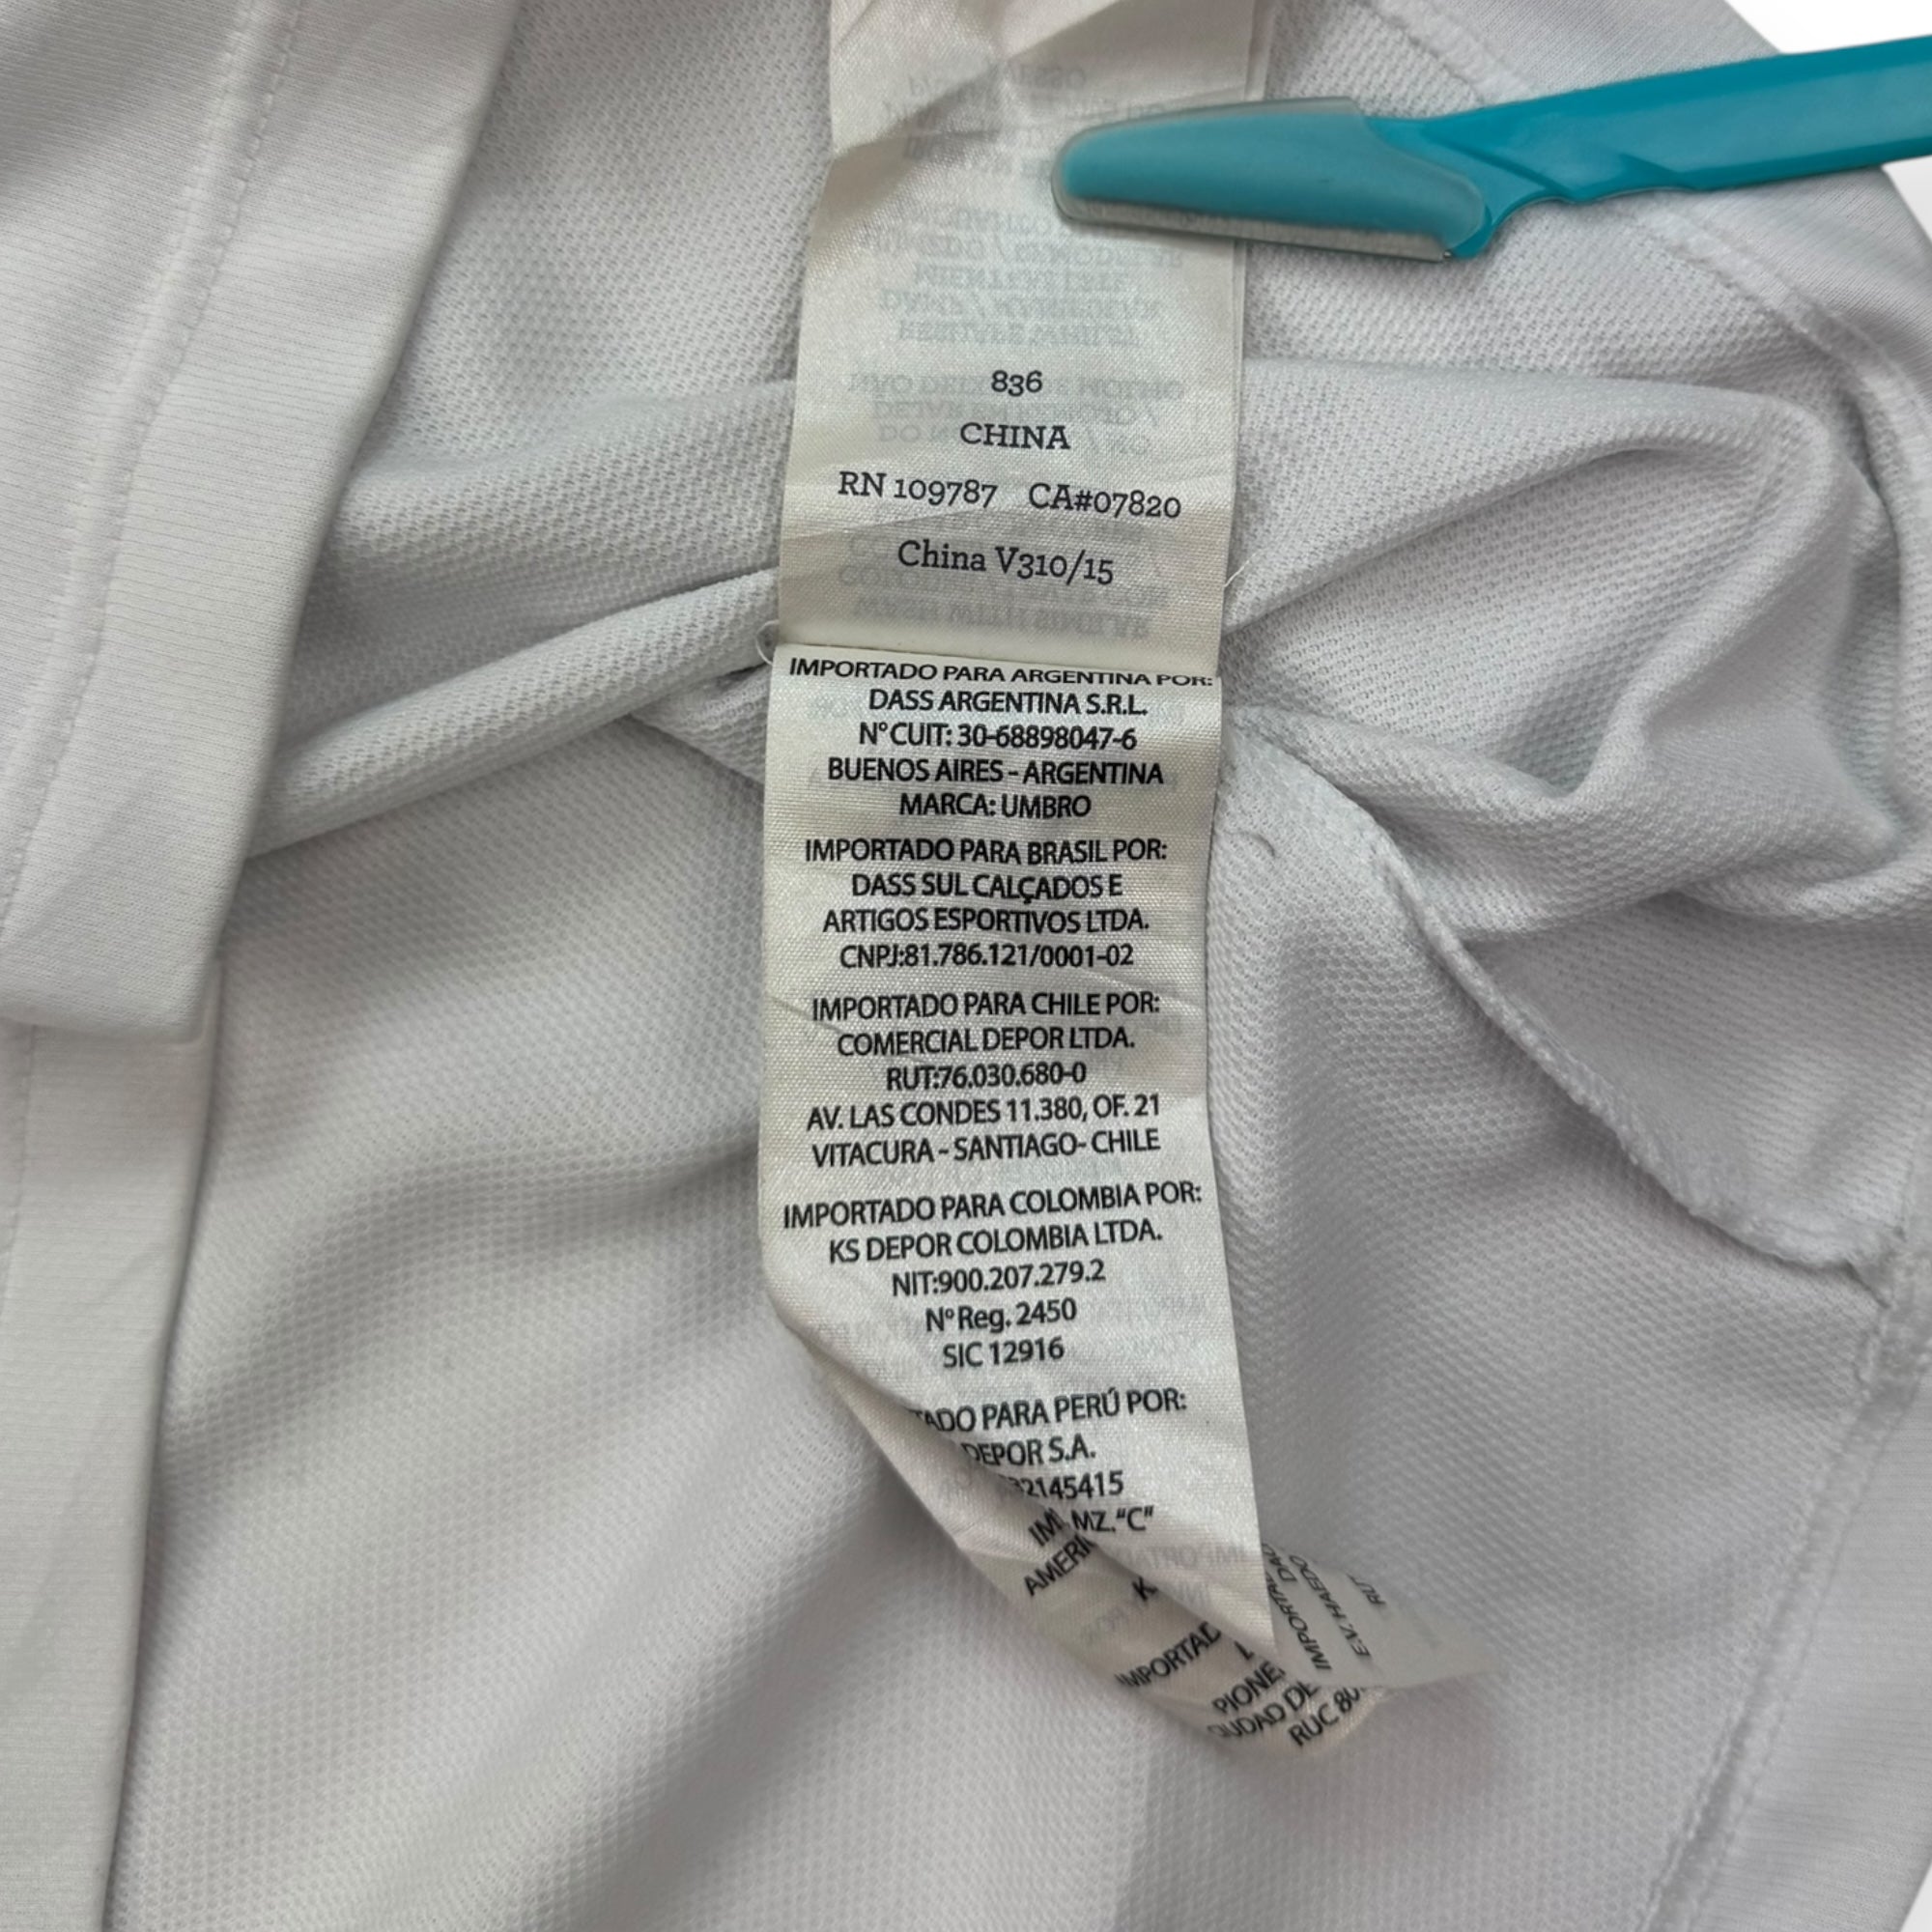 836
CHINA
RN 109787 CA#07820
China V310/15
IMPORTADO PARA ARGENTINA POR:
DASS ARGENTINA S.R.L.
N° CUIT: 30-68898047-6
BUENOS AIRES - ARGENTINA
MARCA: UMBRO
IMPORTADO PARA BRASIL POR:
DASS SUL CALÇADOS E
ARTIGOS ESPORTIVOS LTDA.
CNPJ:81.786.121/0001-02
IMPORTADO PARA CHILE POR:
COMERCIAL DEPOR LTDA.
RUT:76.030.680-0
AV. LAS CONDES 11.380, OF. 21
VITACURA - SANTIAGO- CHILE
IMPORTADO PARA COLOMBIA POR:
KS DEPOR COLOMBIA LTDA.
NIT:900.207.279.2
N° Reg. 2450
SIC 12916
PARA PERÚ POR:
DEPOR S.A.
MZ. "C"
RUC